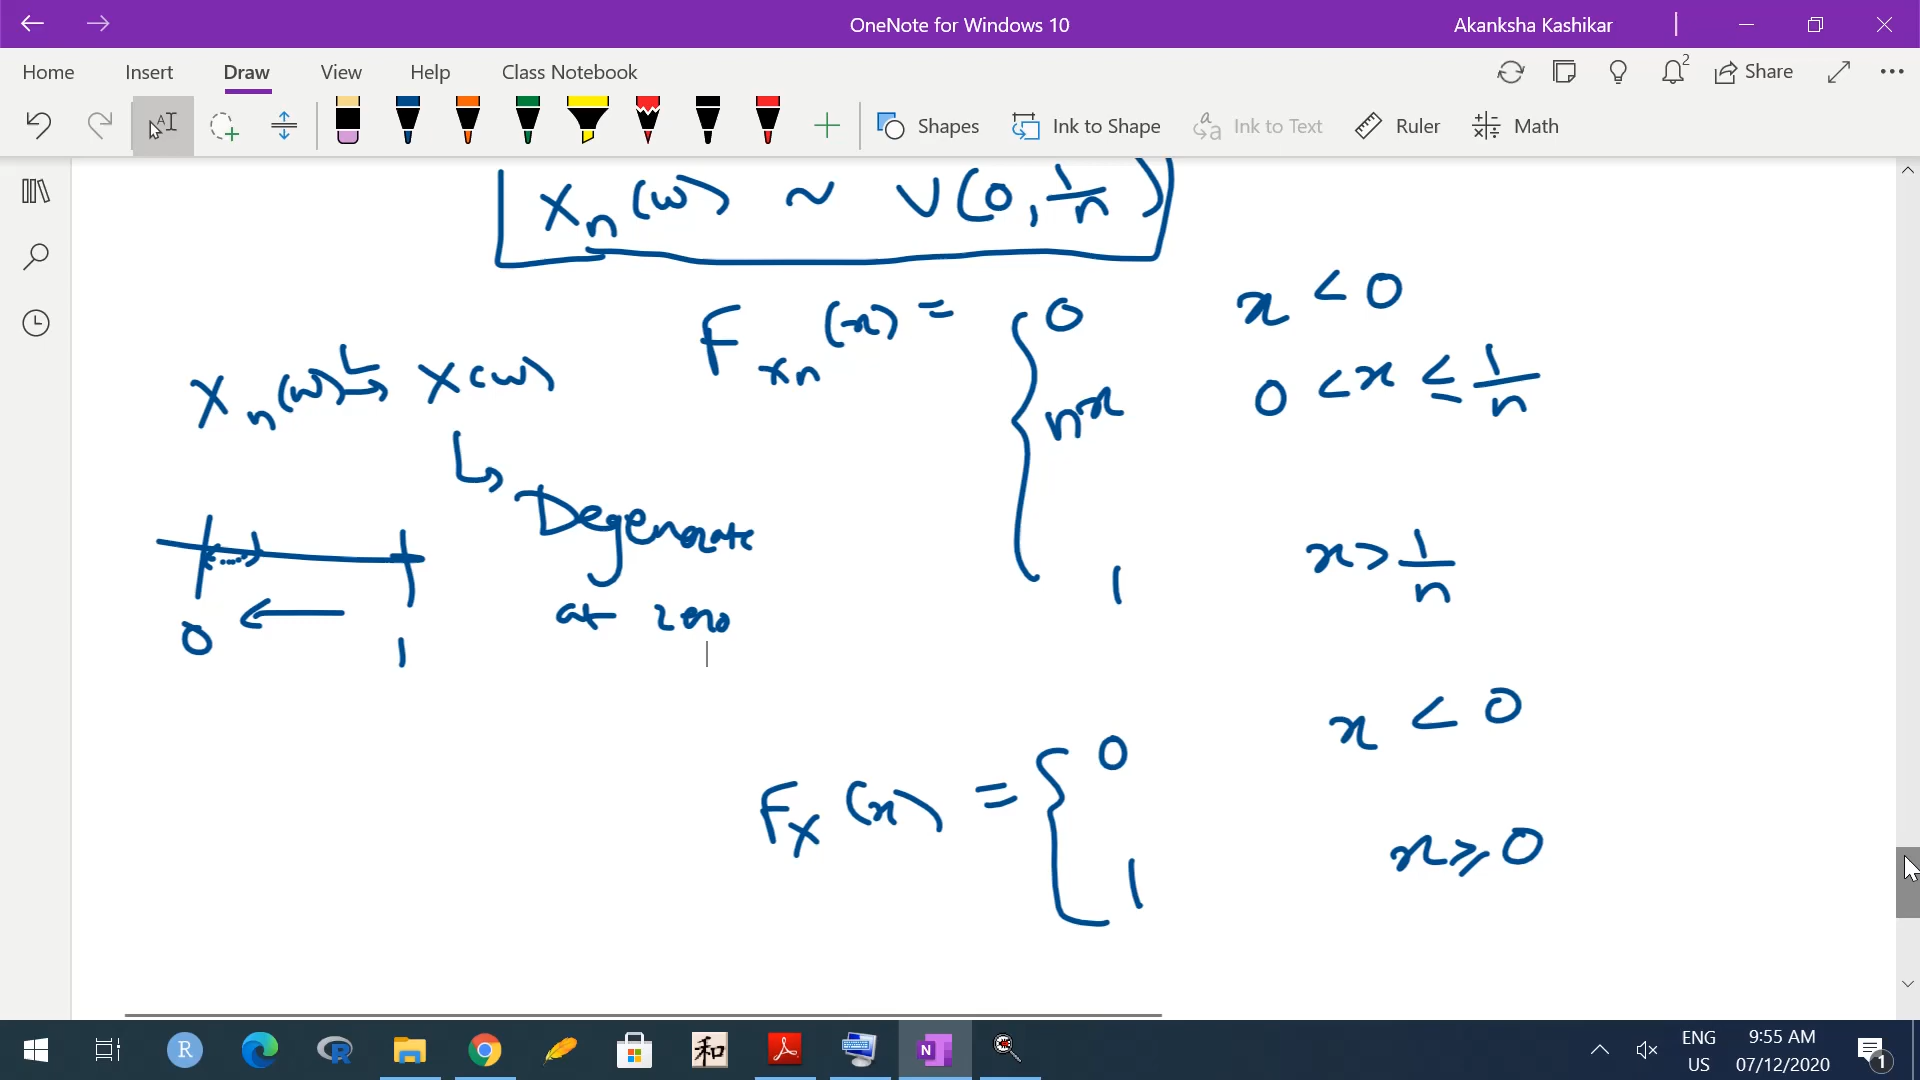 OneNote for Windows 10
Akanksha Kashikar
Home Insert Draw View Help Class Notebook
Share
Shapes Ink to Shape Ink to Text Ruler Math
Xn(w) ~ U(0, 1/n)
F Xn (x) = { 0 x < 0
nx 0 < x ≤ 1/n
1 x > 1/n
Xn(w) L→ X(w)
↳ Degenerate
at zero
0 ← 1
FX(x) = { 0 x < 0
1 x ≥ 0
ENG
US
9:55 AM
07/12/2020